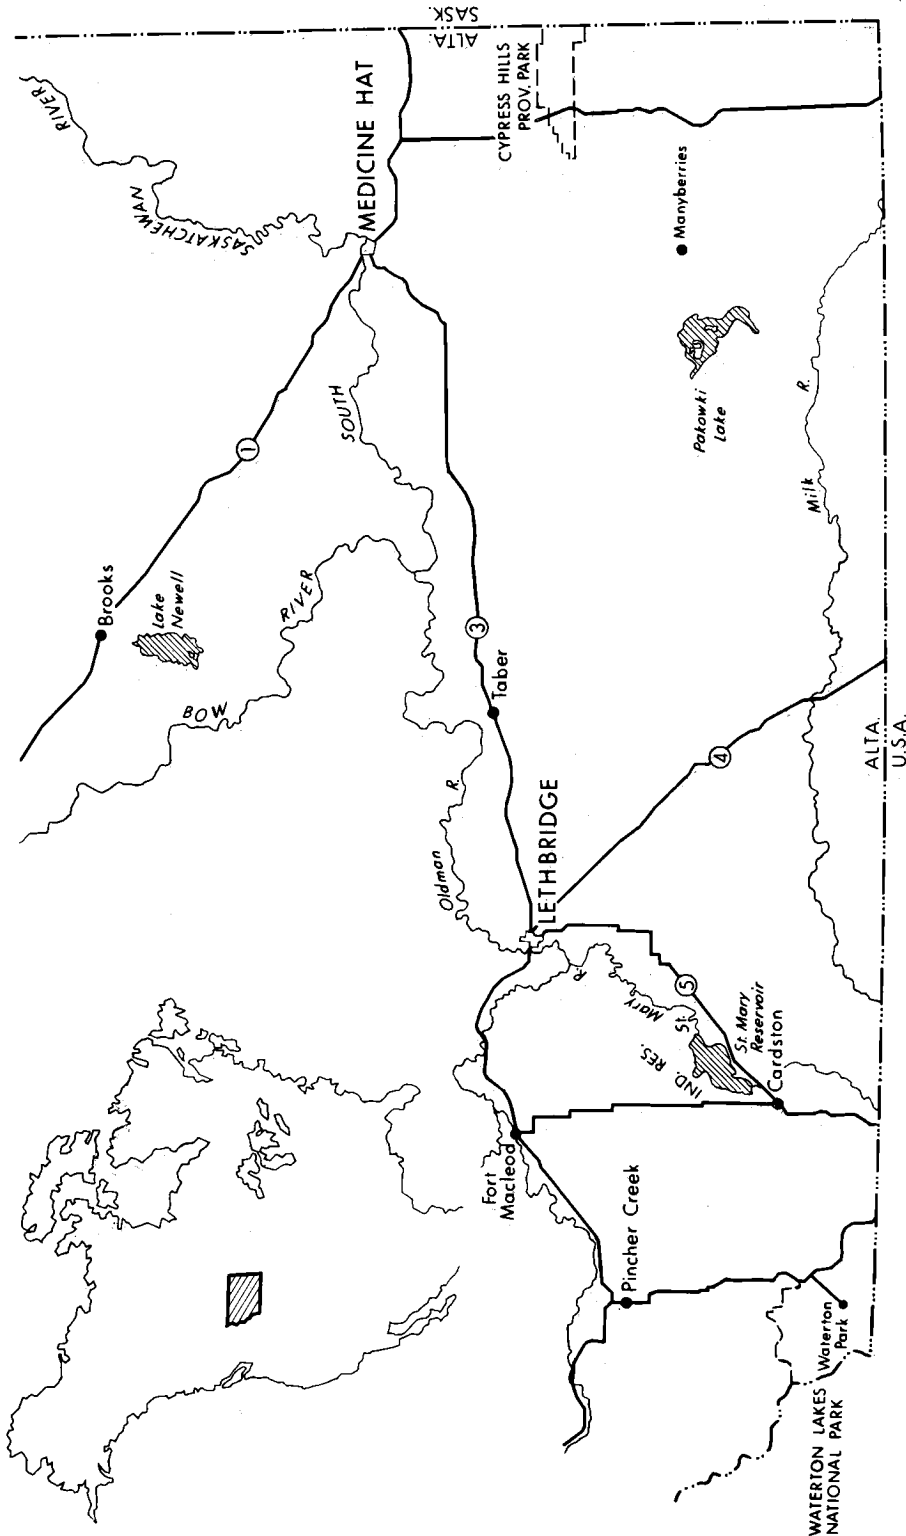 ALTA.
SASK.
RIVER
SASKATCHEWAN
SOUTH
MEDICINE HAT
CYPRESS HILLS
PROV. PARK
Manyberries
Pakowki
Lake
Milk
R.
1
Brooks
Lake
Newell
BOW
RIVER
3
Taber
4
Oldman
R.
LETHBRIDGE
ALTA.
U.S.A.
5
St.
Mary
R.
St. Mary
Reservoir
IND.
RES.
Cardston
Fort
Macleod
Pincher Creek
Waterton
Park
WATERTON LAKES
NATIONAL PARK